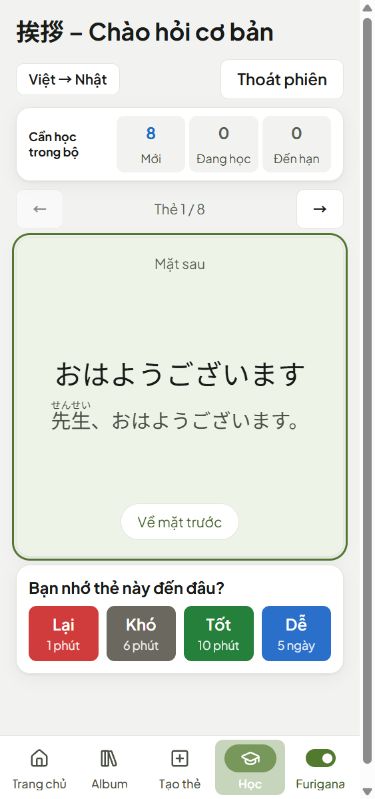 挨拶 – Chào hỏi cơ bản
Việt → Nhật
Thoát phiên
Cần học
trong bộ
8
Mới
0
Đang học
0
Đến hạn
←
Thẻ 1 / 8
→
Mặt sau
おはようございます
せんせい
先生、おはようございます。
Về mặt trước
Bạn nhớ thẻ này đến đâu?
Lại
1 phút
Khó
6 phút
Tốt
10 phút
Dễ
5 ngày
Trang chủ
Album
Tạo thẻ
Học
Furigana